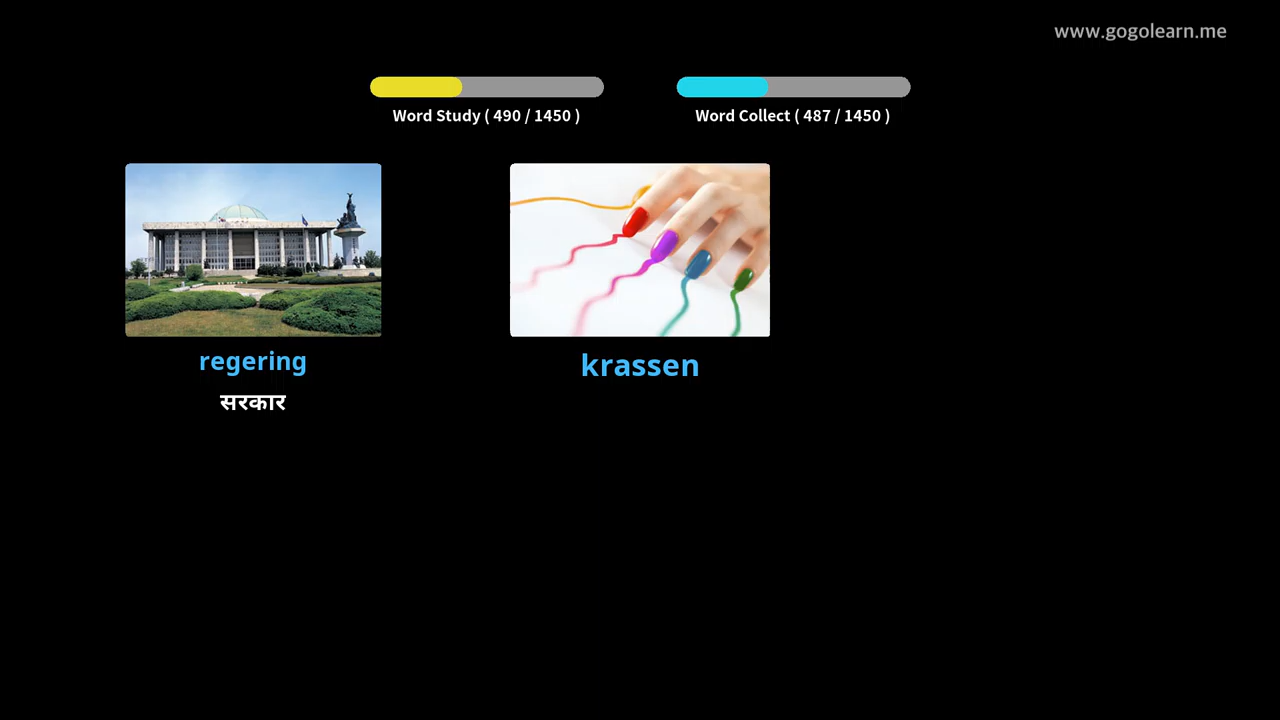 www.gogolearn.me
Word Study ( 490 / 1450 )
Word Collect ( 487 / 1450 )
regering
सरकार
krassen